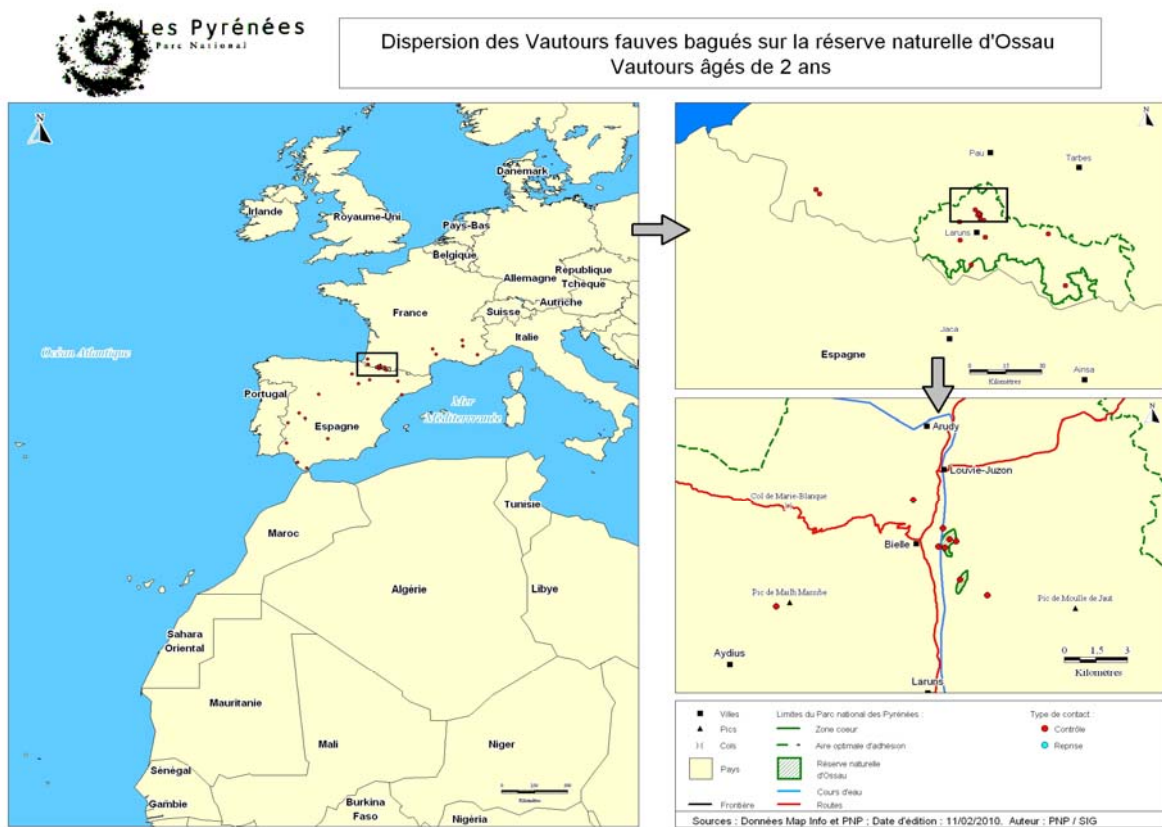 Les Pyrénées
Parc National
Dispersion des Vautours fauves bagués sur la réserve naturelle d'Ossau
Vautours âgés de 2 ans
N
Danemark
Irlande
Royaume-Uni
Pays-Bas
Belgique
Allemagne
République
Tchèque
Autriche
France
Suisse
Italie
Océan Atlantique
Portugal
Espagne
Mer
Méditerranée
Tunisie
Maroc
Algérie
Libye
Sahara
Oriental
Mauritanie
Mali
Niger
Sénégal
Gambie
Burkina
Faso
Nigéria
Kilomètres
N
Pau
Tarbes
Laruns
Jaca
Espagne
Ainsa
Kilomètres
N
Arudy
Louvie-Juzon
Col de Marie-Blanque
Bielle
Pic de Mailh Massibe
Pic de Moulle de Jaut
Aydius
Laruns
0 1,5 3
Kilomètres
Villes
Pics
Cols
Pays
Frontière
Limites du Parc national des Pyrénées :
Zone coeur
Aire optimale d'adhésion
Réserve naturelle
d'Ossau
Cours d'eau
Routes
Type de contact :
Contrôle
Reprise
Sources : Données Map Info et PNP ; Date d'edition : 11/02/2010. Auteur : PNP / SIG